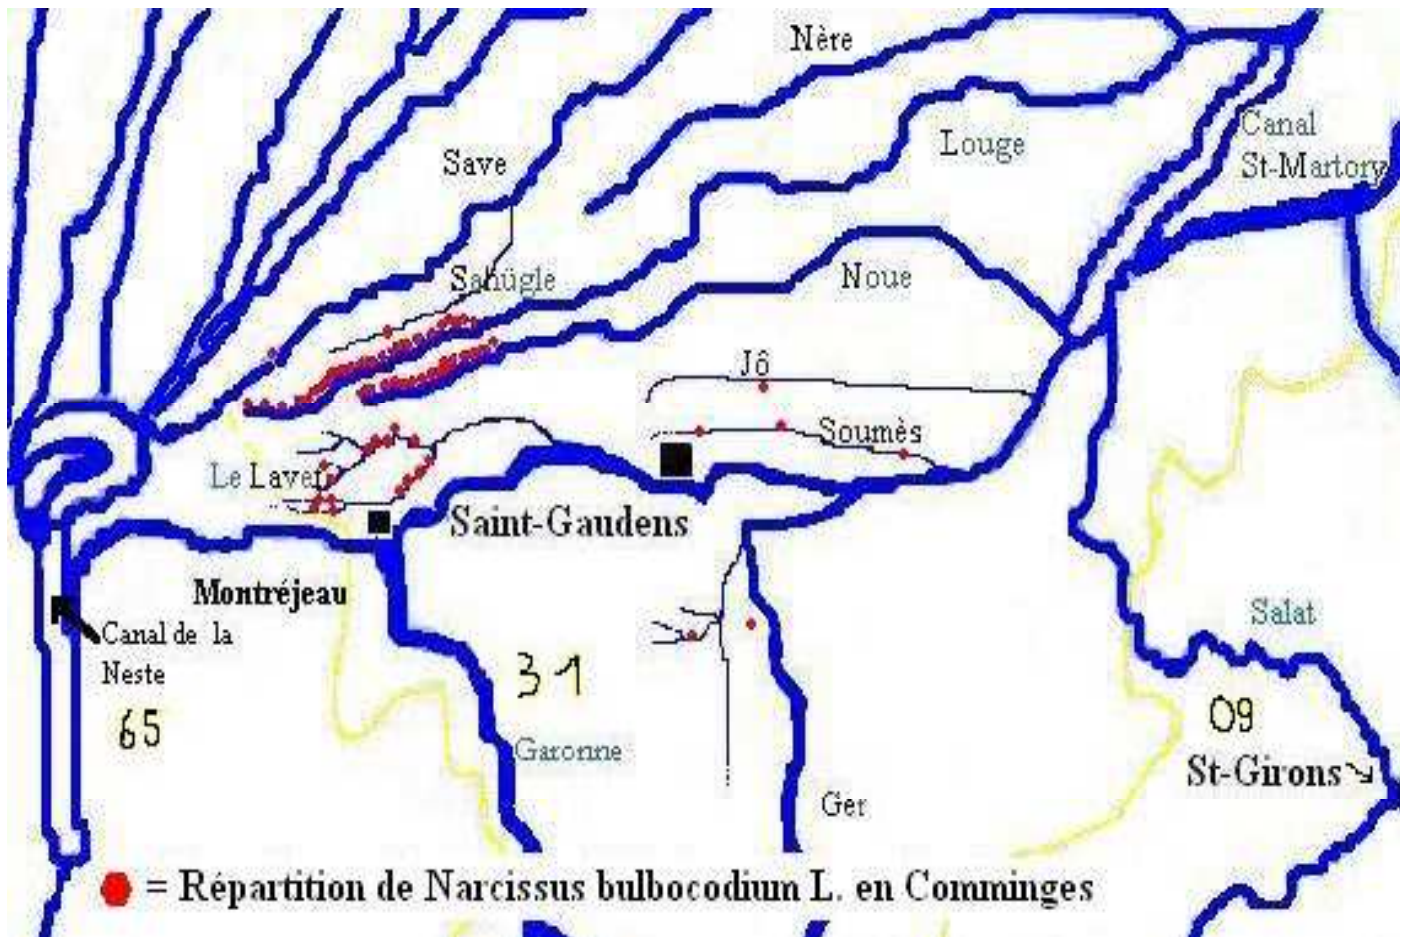 Nère
Canal
St-Martory
Louge
Save
Sahügle
Noue
Jô
Soumès
Le Lavet
Saint-Gaudens
Montréjeau
Canal de la
Neste
Salat
31
65
09
Garonne
St-Girons
Ger
= Répartition de Narcissus bulbocodium L. en Comminges